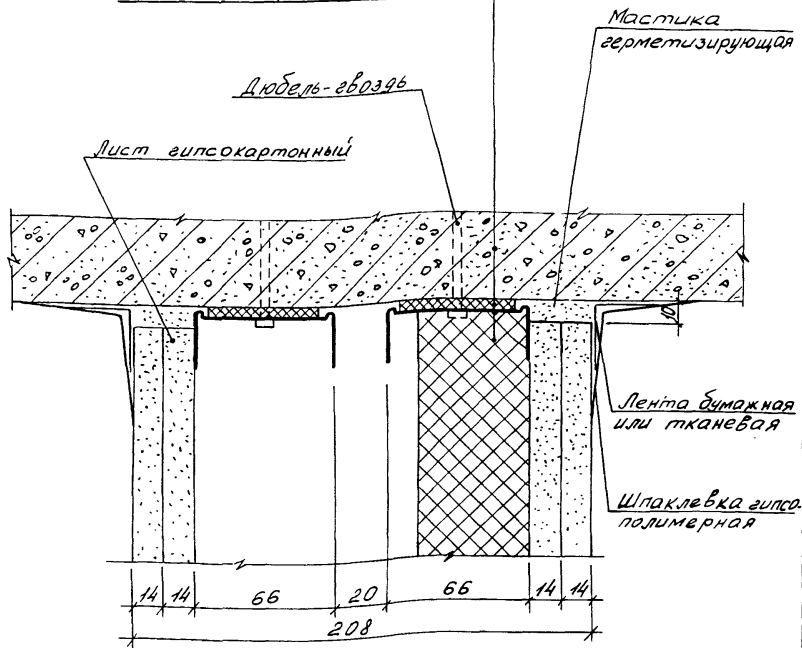 Мастика
герметизирующая
Дюбель-гвоздь
Лист гипсокартонный
10
Лента бумажная
или тканевая
Шпаклевка гипсо-
полимерная
14 14 66 20 66 14 14
208